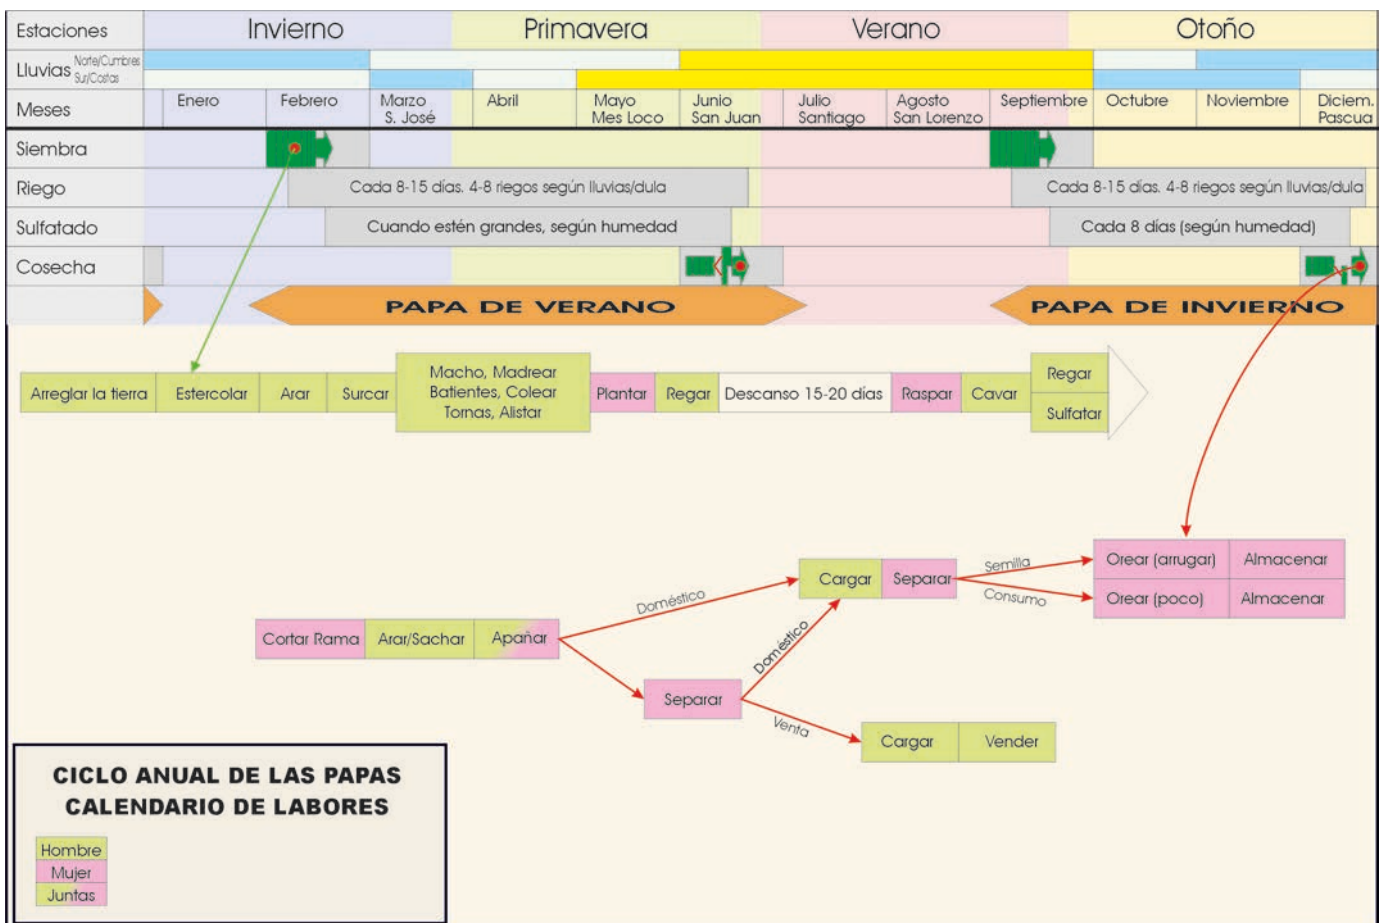 Estaciones Invierno Primavera Verano Otoño
Lluvias Norte/Cumbres
Sur/Costas
Meses Enero Febrero Marzo Abril Mayo Junio Julio Agosto Septiembre Octubre Noviembre Diciem.
S. José Mes Loco San Juan Santiago San Lorenzo Pascua
Siembra
Riego Cada 8-15 días. 4-8 riegos según lluvias/dula Cada 8-15 días. 4-8 riegos según lluvias/dula
Sulfatado Cuando estén grandes, según humedad Cada 8 días (según humedad)
Cosecha
PAPA DE VERANO PAPA DE INVIERNO
Arreglar la tierra Estercolar Arar Surcar
Macho, Madrear
Batientes, Colear
Tornas, Alistar
Plantar Regar Descanso 15-20 días Raspar Cavar
Regar
Sulfatar
Cortar Rama Arar/Sachar Apañar
Doméstico
Cargar Separar
Semilla
Orear (arrugar) Almacenar
Consumo
Orear (poco) Almacenar
Separar
Doméstico
Venta
Cargar Vender
CICLO ANUAL DE LAS PAPAS
CALENDARIO DE LABORES
Hombre
Mujer
Juntas